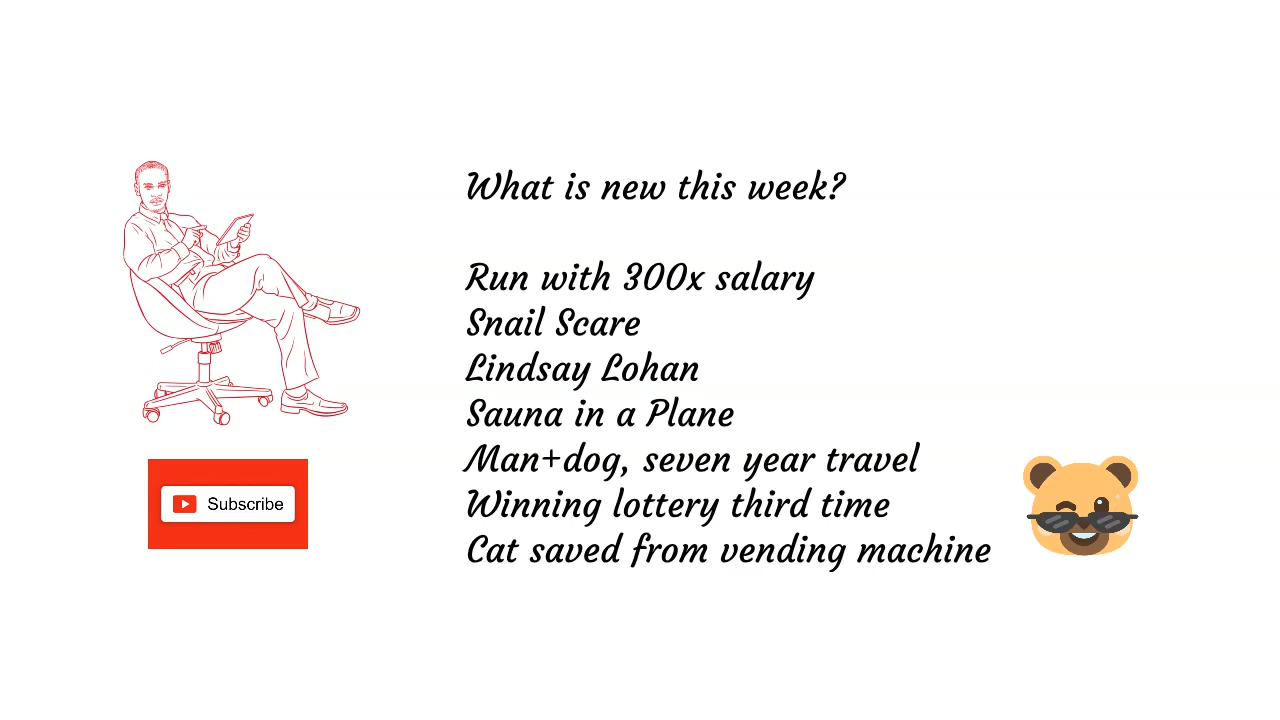 What is new this week?
Run with 300x salary
Snail Scare
Lindsay Lohan
Sauna in a Plane
Man+dog, seven year travel
Winning lottery third time
Cat saved from vending machine
Subscribe